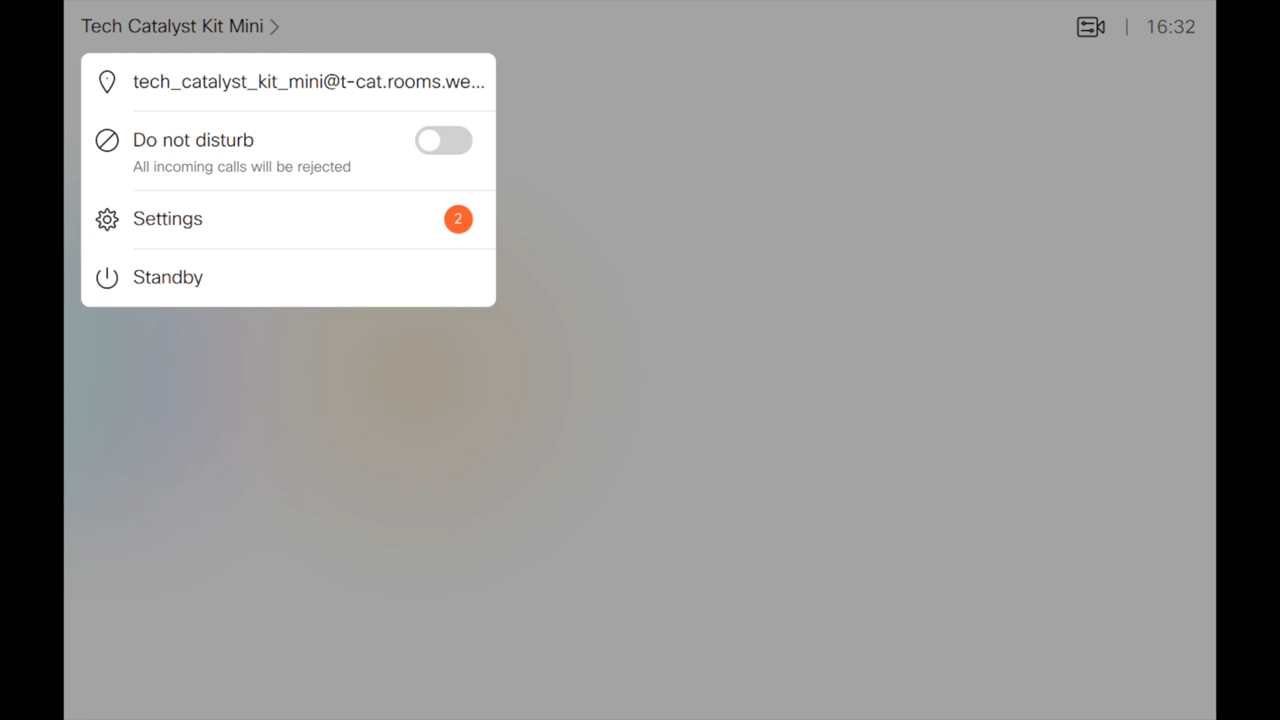 Tech Catalyst Kit Mini
16:32
tech_catalyst_kit_mini@t-cat.rooms.we...
Do not disturb
All incoming calls will be rejected
Settings 2
Standby